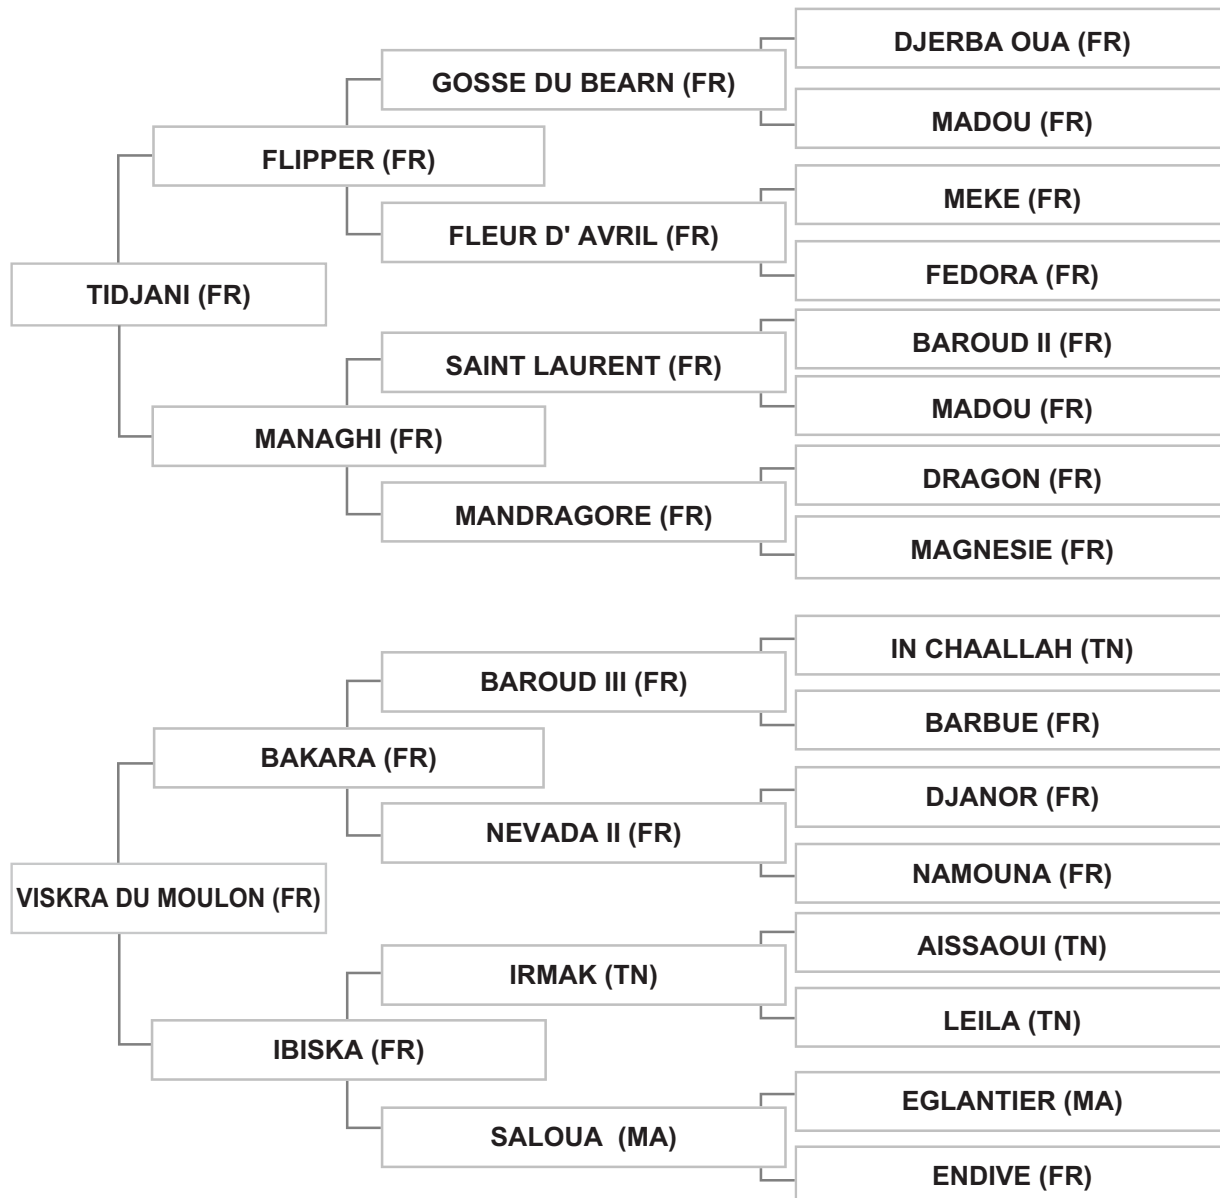 DJERBA OUA (FR)
GOSSE DU BEARN (FR)
MADOU (FR)
FLIPPER (FR)
MEKE (FR)
FLEUR D' AVRIL (FR)
FEDORA (FR)
TIDJANI (FR)
BAROUD II (FR)
SAINT LAURENT (FR)
MADOU (FR)
MANAGHI (FR)
DRAGON (FR)
MANDRAGORE (FR)
MAGNESIE (FR)
IN CHAALLAH (TN)
BAROUD III (FR)
BARBUE (FR)
BAKARA (FR)
DJANOR (FR)
NEVADA II (FR)
NAMOUNA (FR)
VISKRA DU MOULON (FR)
AISSAOUI (TN)
IRMAK (TN)
LEILA (TN)
IBISKA (FR)
EGLANTIER (MA)
SALOUA (MA)
ENDIVE (FR)